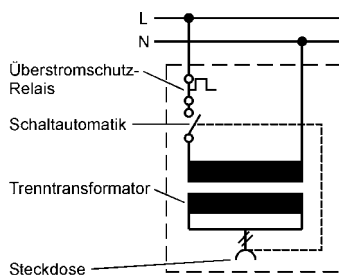 L
N
Überstromschutz-
Relais
Schaltautomatik
Trenntransformator
Steckdose